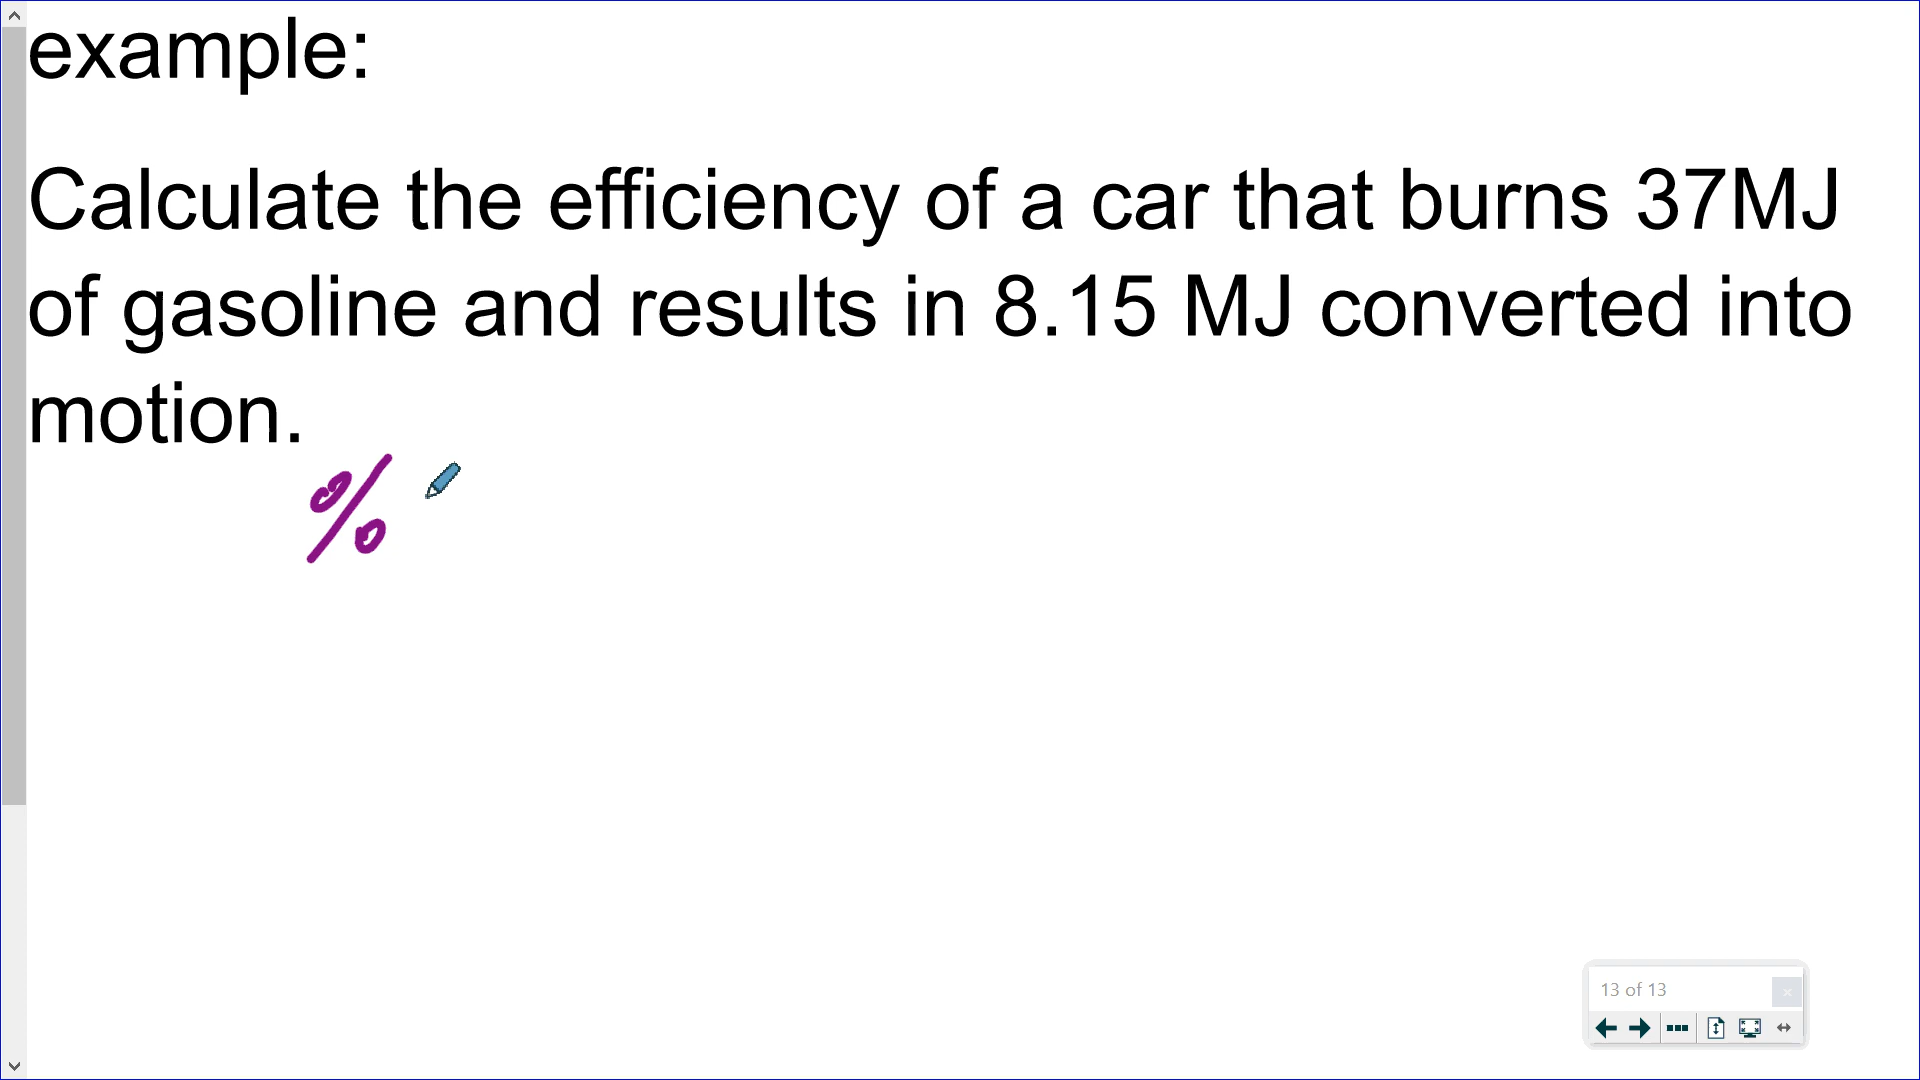 example:
Calculate the efficiency of a car that burns 37MJ
of gasoline and results in 8.15 MJ converted into
motion.
%
13 of 13